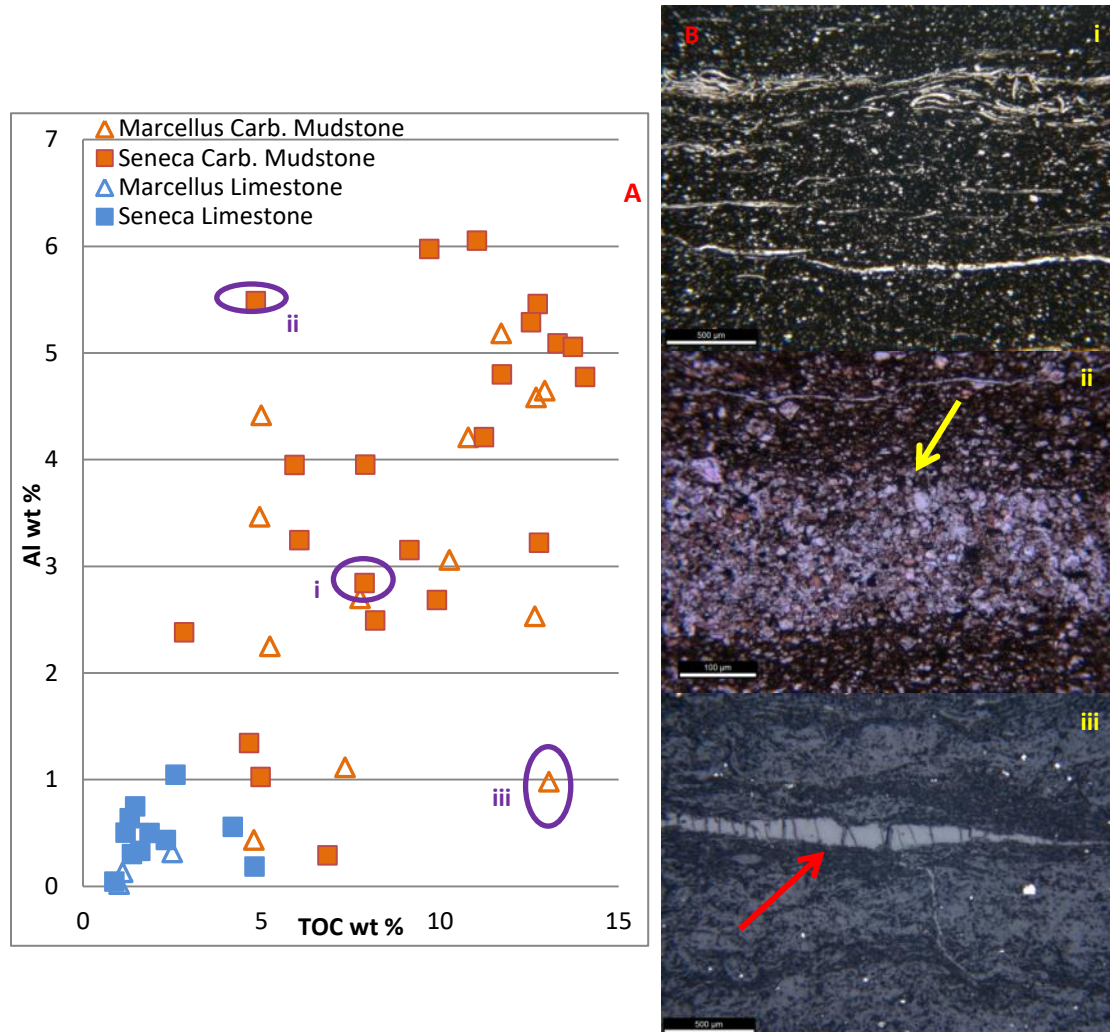 A
Marcellus Carb. Mudstone
Seneca Carb. Mudstone
Marcellus Limestone
Seneca Limestone
7
6
5
4
3
2
1
0
Al wt %
0
5
10
15
TOC wt %
ii
i
iii
B
i
500 µm
ii
100 µm
iii
500 µm